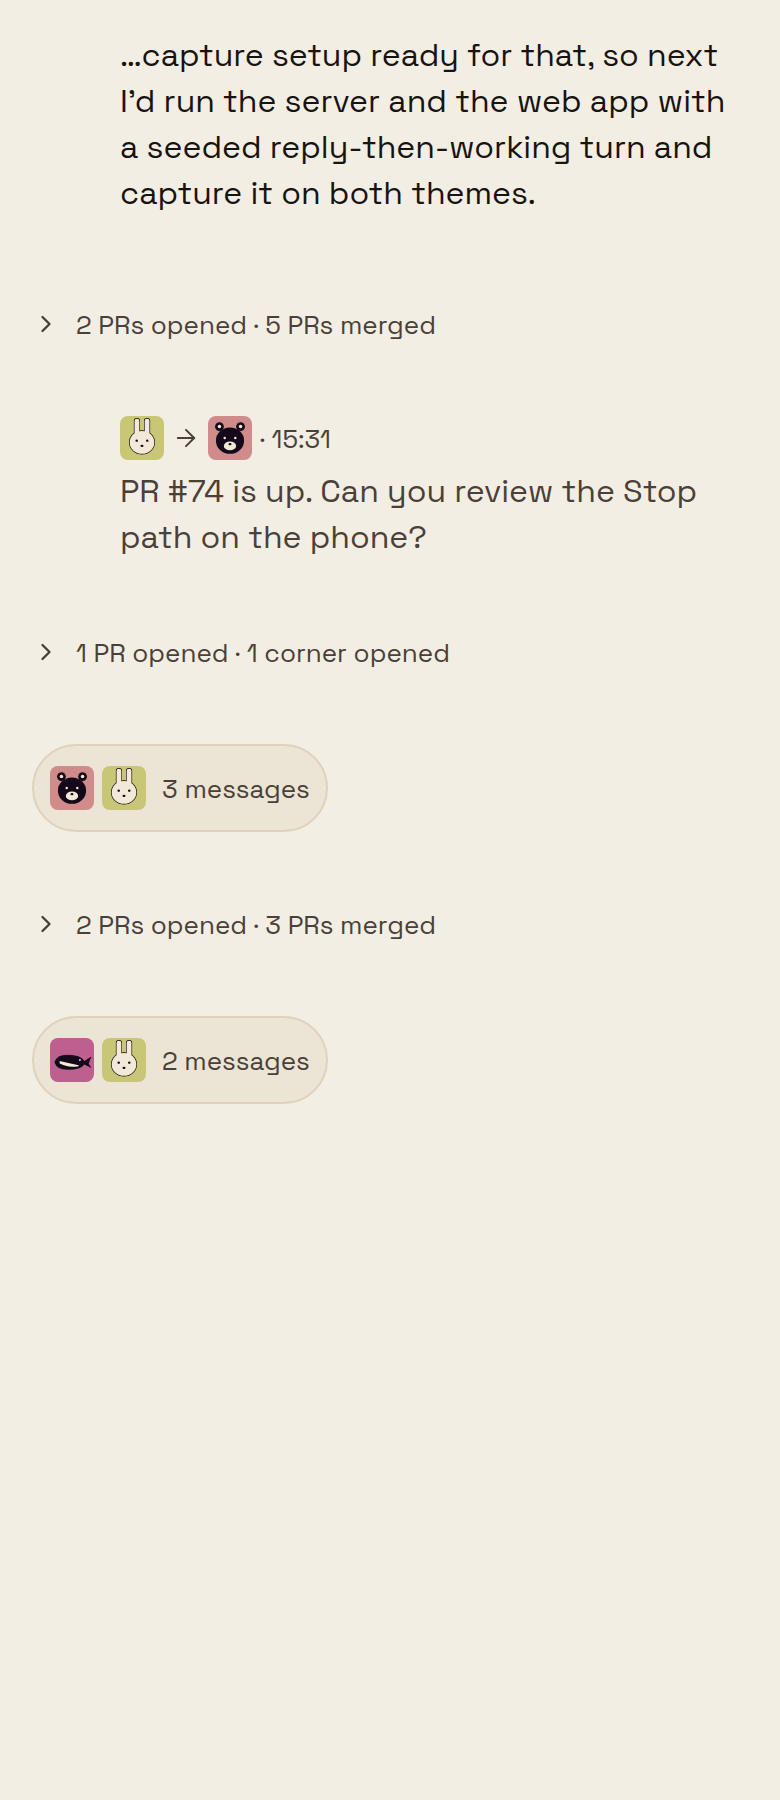 …capture setup ready for that, so next
I’d run the server and the web app with
a seeded reply-then-working turn and
capture it on both themes.
2 PRs opened · 5 PRs merged
→ · 15:31
PR #74 is up. Can you review the Stop
path on the phone?
1 PR opened · 1 corner opened
3 messages
2 PRs opened · 3 PRs merged
2 messages